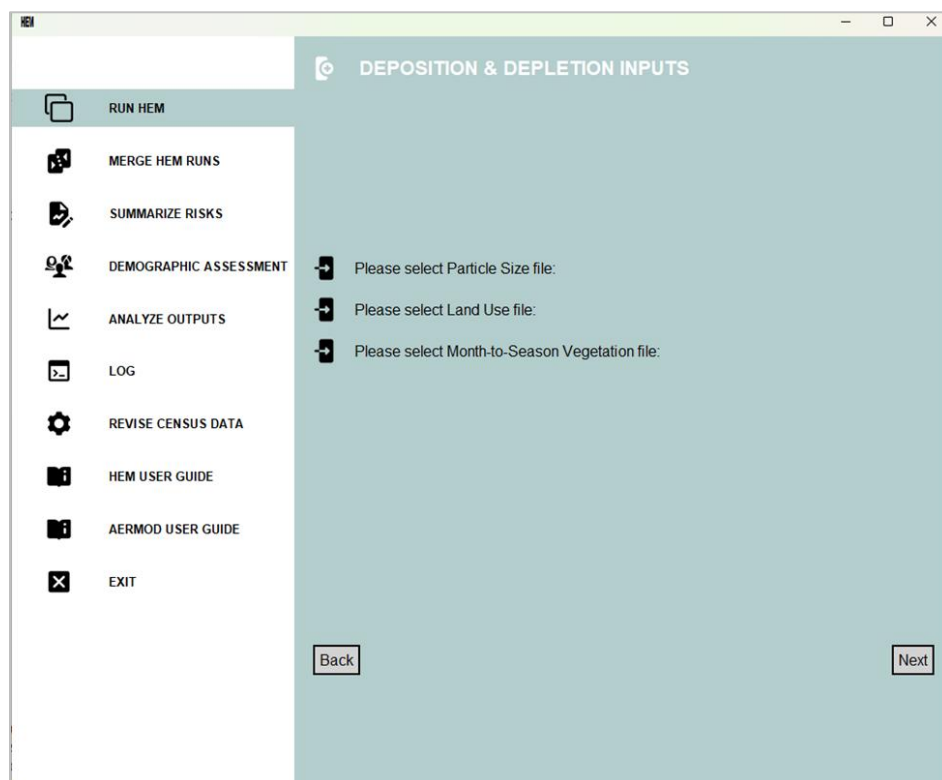 HEM
DEPOSITION & DEPLETION INPUTS
RUN HEM
MERGE HEM RUNS
SUMMARIZE RISKS
DEMOGRAPHIC ASSESSMENT
ANALYZE OUTPUTS
LOG
REVISE CENSUS DATA
HEM USER GUIDE
AERMOD USER GUIDE
EXIT
Please select Particle Size file:
Please select Land Use file:
Please select Month-to-Season Vegetation file:
Back
Next